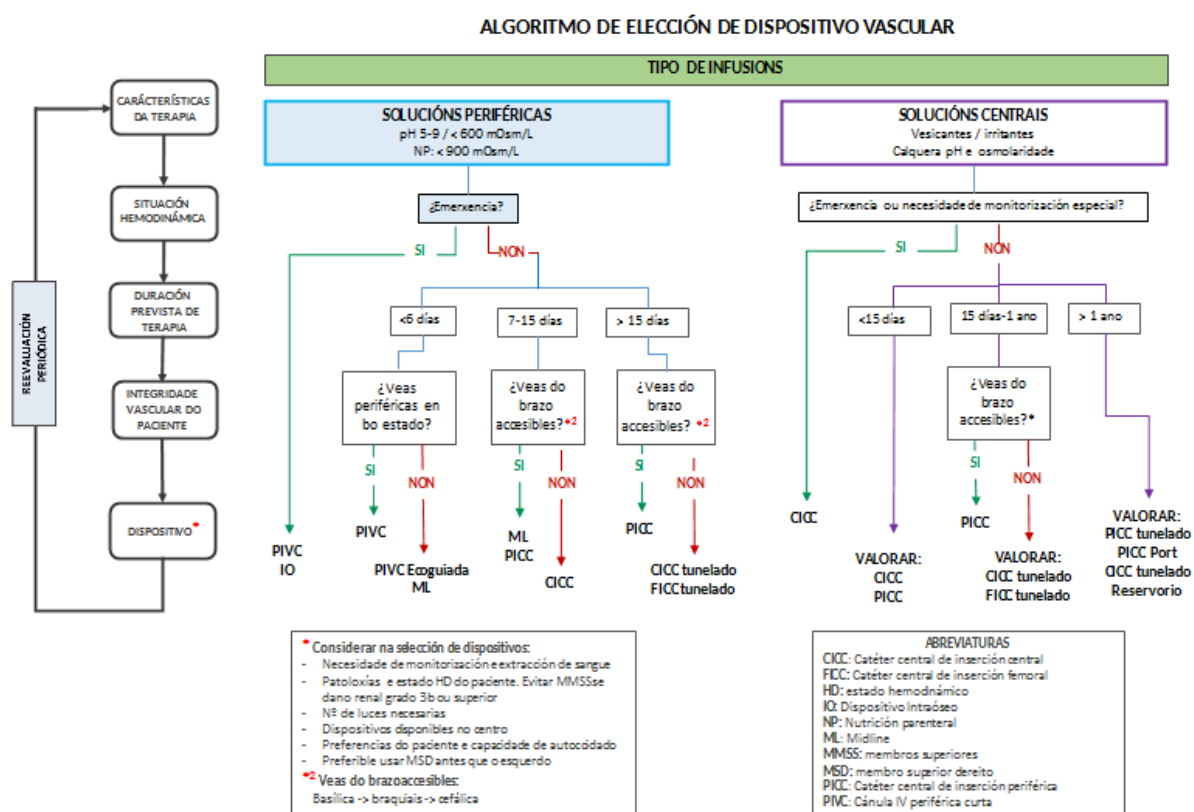 ALGORITMO DE ELECCIÓN DE DISPOSITIVO VASCULAR
TIPO DE INFUSIONS
CARÁCTERÍSTICAS
DA TERAPIA
SITUACIÓN
HEMODINÁMICA
DURACIÓN
PREVISTA DE
TERAPIA
INTEGRIDADE
VASCULAR DO
PACIENTE
DISPOSITIVO*
REEVALUACIÓN
PERIÓDICA
SOLUCIÓNS PERIFÉRICAS
pH 5-9 / < 600 mOsm/L
NP: < 900 mOsm/L
¿Emerxencia?
SI
NON
<6 días
7-15 días
> 15 días
¿Veas
periféricas en
bo estado?
¿Veas do
brazo
accesibles?*2
¿Veas do
brazo
accesibles? *2
SI
NON
SI
NON
SI
NON
PIVC
IO
PIVC
PIVC Ecoguiada
ML
ML
PICC
CICC
PICC
CICC tunelado
FICC tunelado
SOLUCIÓNS CENTRAIS
Vesicantes / irritantes
Calquera pH e osmolaridade
¿Emerxencia ou necesidade de monitorización especial?
SI
NON
<15 días
15 días-1 ano
> 1 ano
¿Veas do
brazo
accesibles?*
SI
NON
CICC
VALORAR:
CICC
PICC
PICC
VALORAR:
CICC tunelado
FICC tunelado
VALORAR:
PICC tunelado
PICC Port
CICC tunelado
Reservorio
* Considerar na selección de dispositivos:
- Necesidade de monitorización e extracción de sangue
- Patoloxías e estado HD do paciente. Evitar MMSS se
dano renal grado 3b ou superior
- Nº de luces necesarias
- Dispositivos disponibles no centro
- Preferencias do paciente e capacidade de autocoidado
- Preferible usar MSD antes que o esquerdo
*2 Veas do brazo accesibles:
Basílica -> braquiais -> cefálica
ABREVIATURAS
CICC: Catéter central de inserción central
FICC: Catéter central de inserción femoral
HD: estado hemodnámico
IO: Dispositivo Intraóseo
NP: Nutrición parenteral
ML: Midline
MMSS: membros superiores
MSD: membro superior dereito
PICC: Catéter central de inserción periférica
PIVC: Cánula IV periférica curta